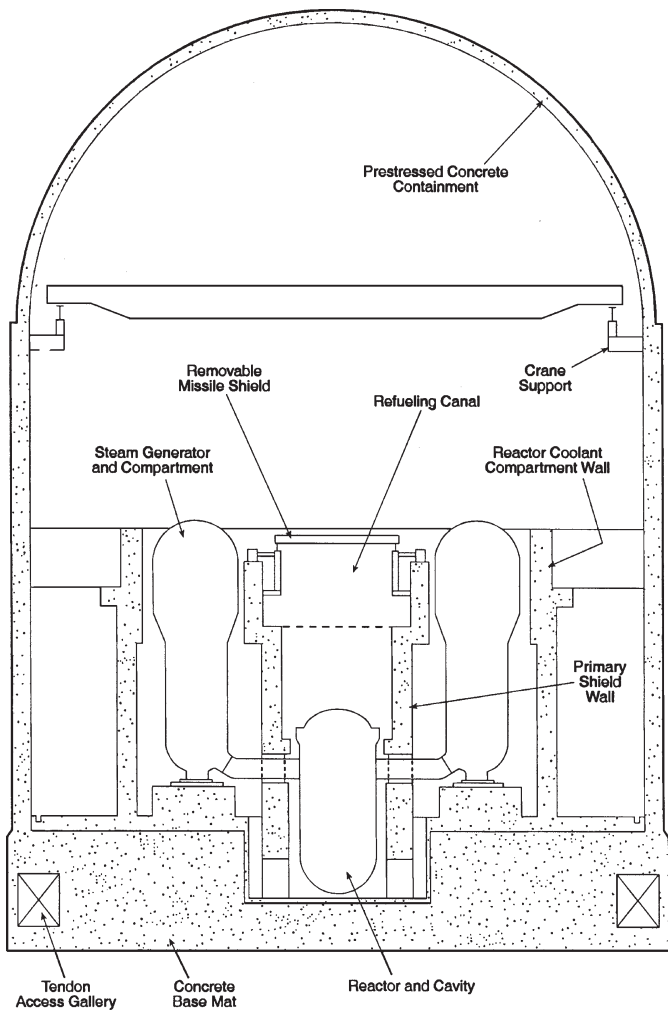 Prestressed Concrete
Containment
Removable
Missile Shield
Crane
Support
Refueling Canal
Steam Generator
and Compartment
Reactor Coolant
Compartment Wall
Primary
Shield
Wall
Tendon
Access Gallery
Concrete
Base Mat
Reactor and Cavity